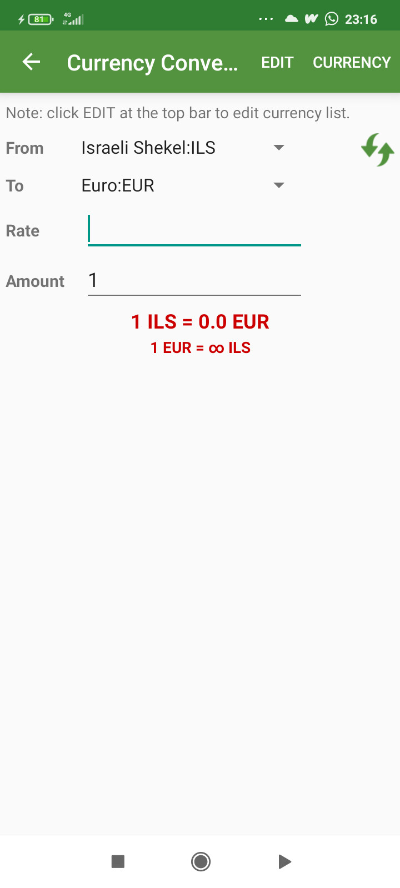 81
4G
23:16
Currency Conve...
EDIT
CURRENCY
Note: click EDIT at the top bar to edit currency list.
From
Israeli Shekel:ILS
To
Euro:EUR
Rate
Amount
1
1 ILS = 0.0 EUR
1 EUR = ∞ ILS